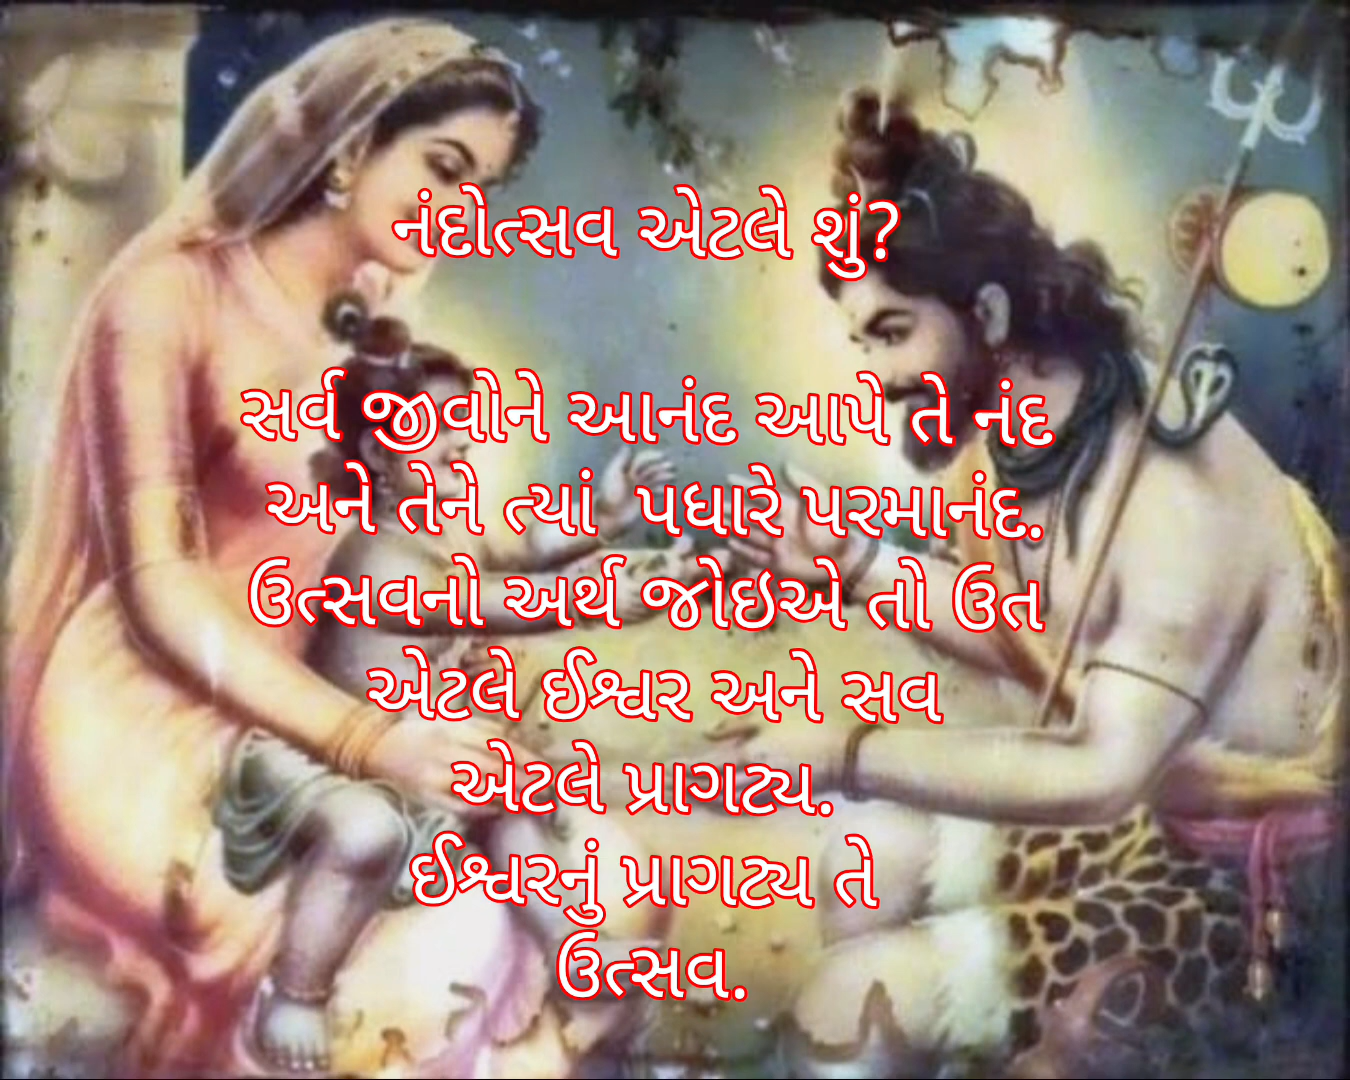 નંદોત્સવ એટલે શું?
સર્વ જીવોને આનંદ આપે તે નંદ
અને તેને ત્યાં પધારે પરમાનંદ.
ઉત્સવનો અર્થ જોઇએ તો ઉત
એટલે ઈશ્વર અને સવ
એટલે પ્રાગટ્ય.
ઈશ્વરનું પ્રાગટ્ય તે
ઉત્સવ.